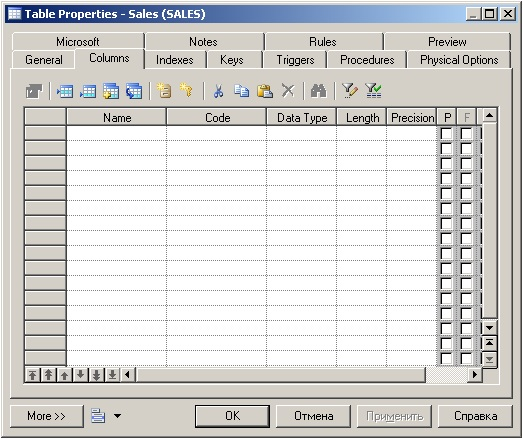 Table Properties - Sales (SALES)
Microsoft Notes Rules Preview
General Columns Indexes Keys Triggers Procedures Physical Options
Name Code Data Type Length Precision P F
More >> OK Отмена Применить Справка